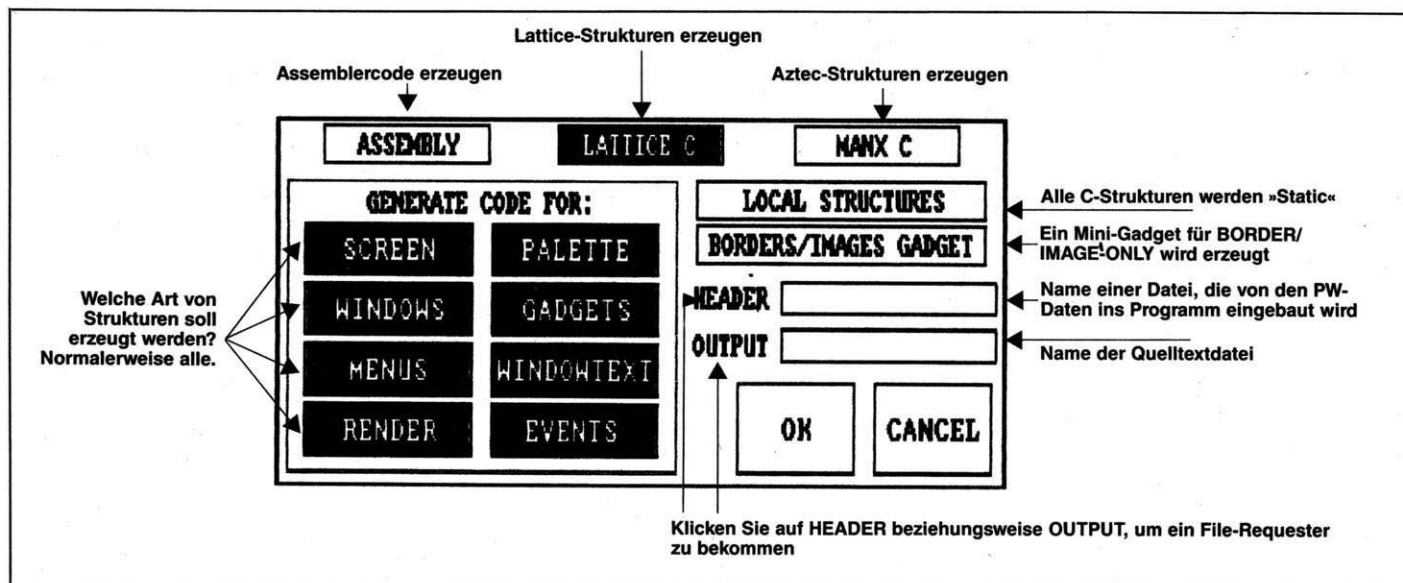 Lattice-Strukturen erzeugen
Assemblercode erzeugen
Aztec-Strukturen erzeugen
ASSEMBLY
LATTICE C
MANX C
GENERATE CODE FOR:
SCREEN
PALETTE
WINDOWS
GADGETS
MENUS
WINDOWTEXT
RENDER
EVENTS
Welche Art von
Strukturen soll
erzeugt werden?
Normalerweise alle.
LOCAL STRUCTURES
BORDERS/IMAGES GADGET
HEADER
OUTPUT
OK
CANCEL
Alle C-Strukturen werden »Static«
Ein Mini-Gadget für BORDER/
IMAGE-ONLY wird erzeugt
Name einer Datei, die von den PW-
Daten ins Programm eingebaut wird
Name der Quelltextdatei
Klicken Sie auf HEADER beziehungsweise OUTPUT, um ein File-Requester
zu bekommen